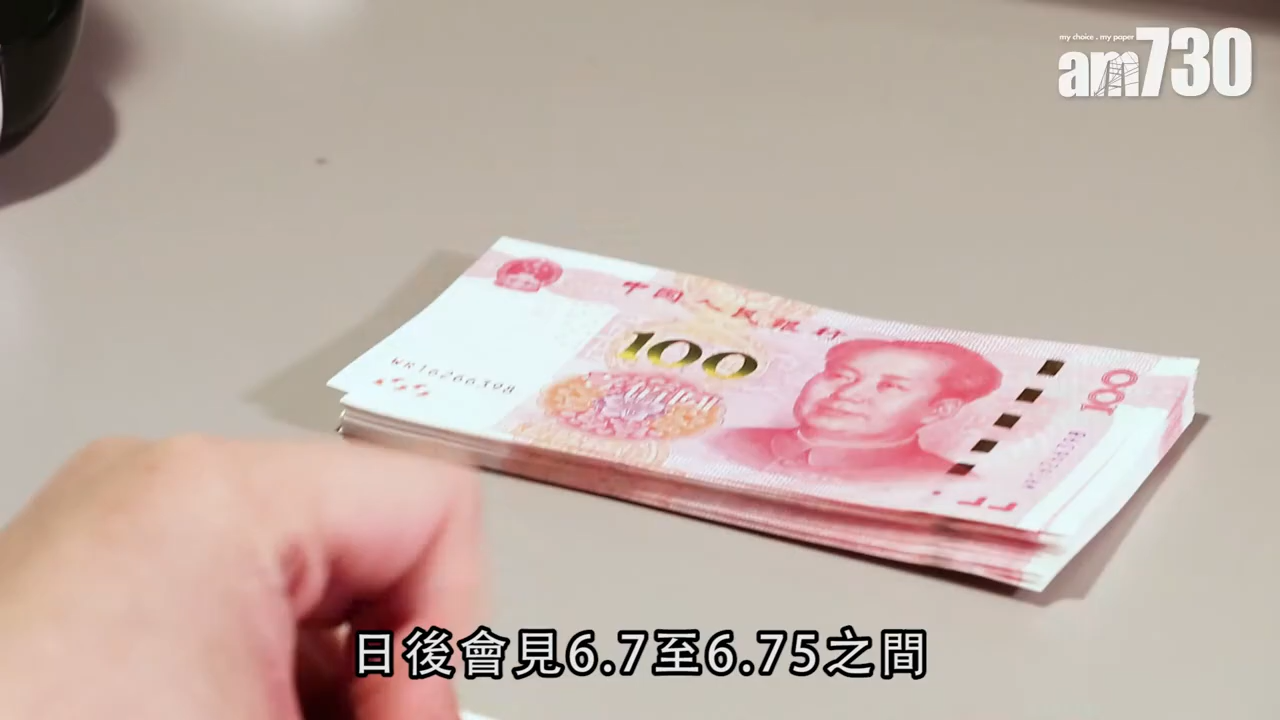 my choice . my paper
am730
中国人民银行
100
100
WR16266398
日後會見6.7至6.75之間